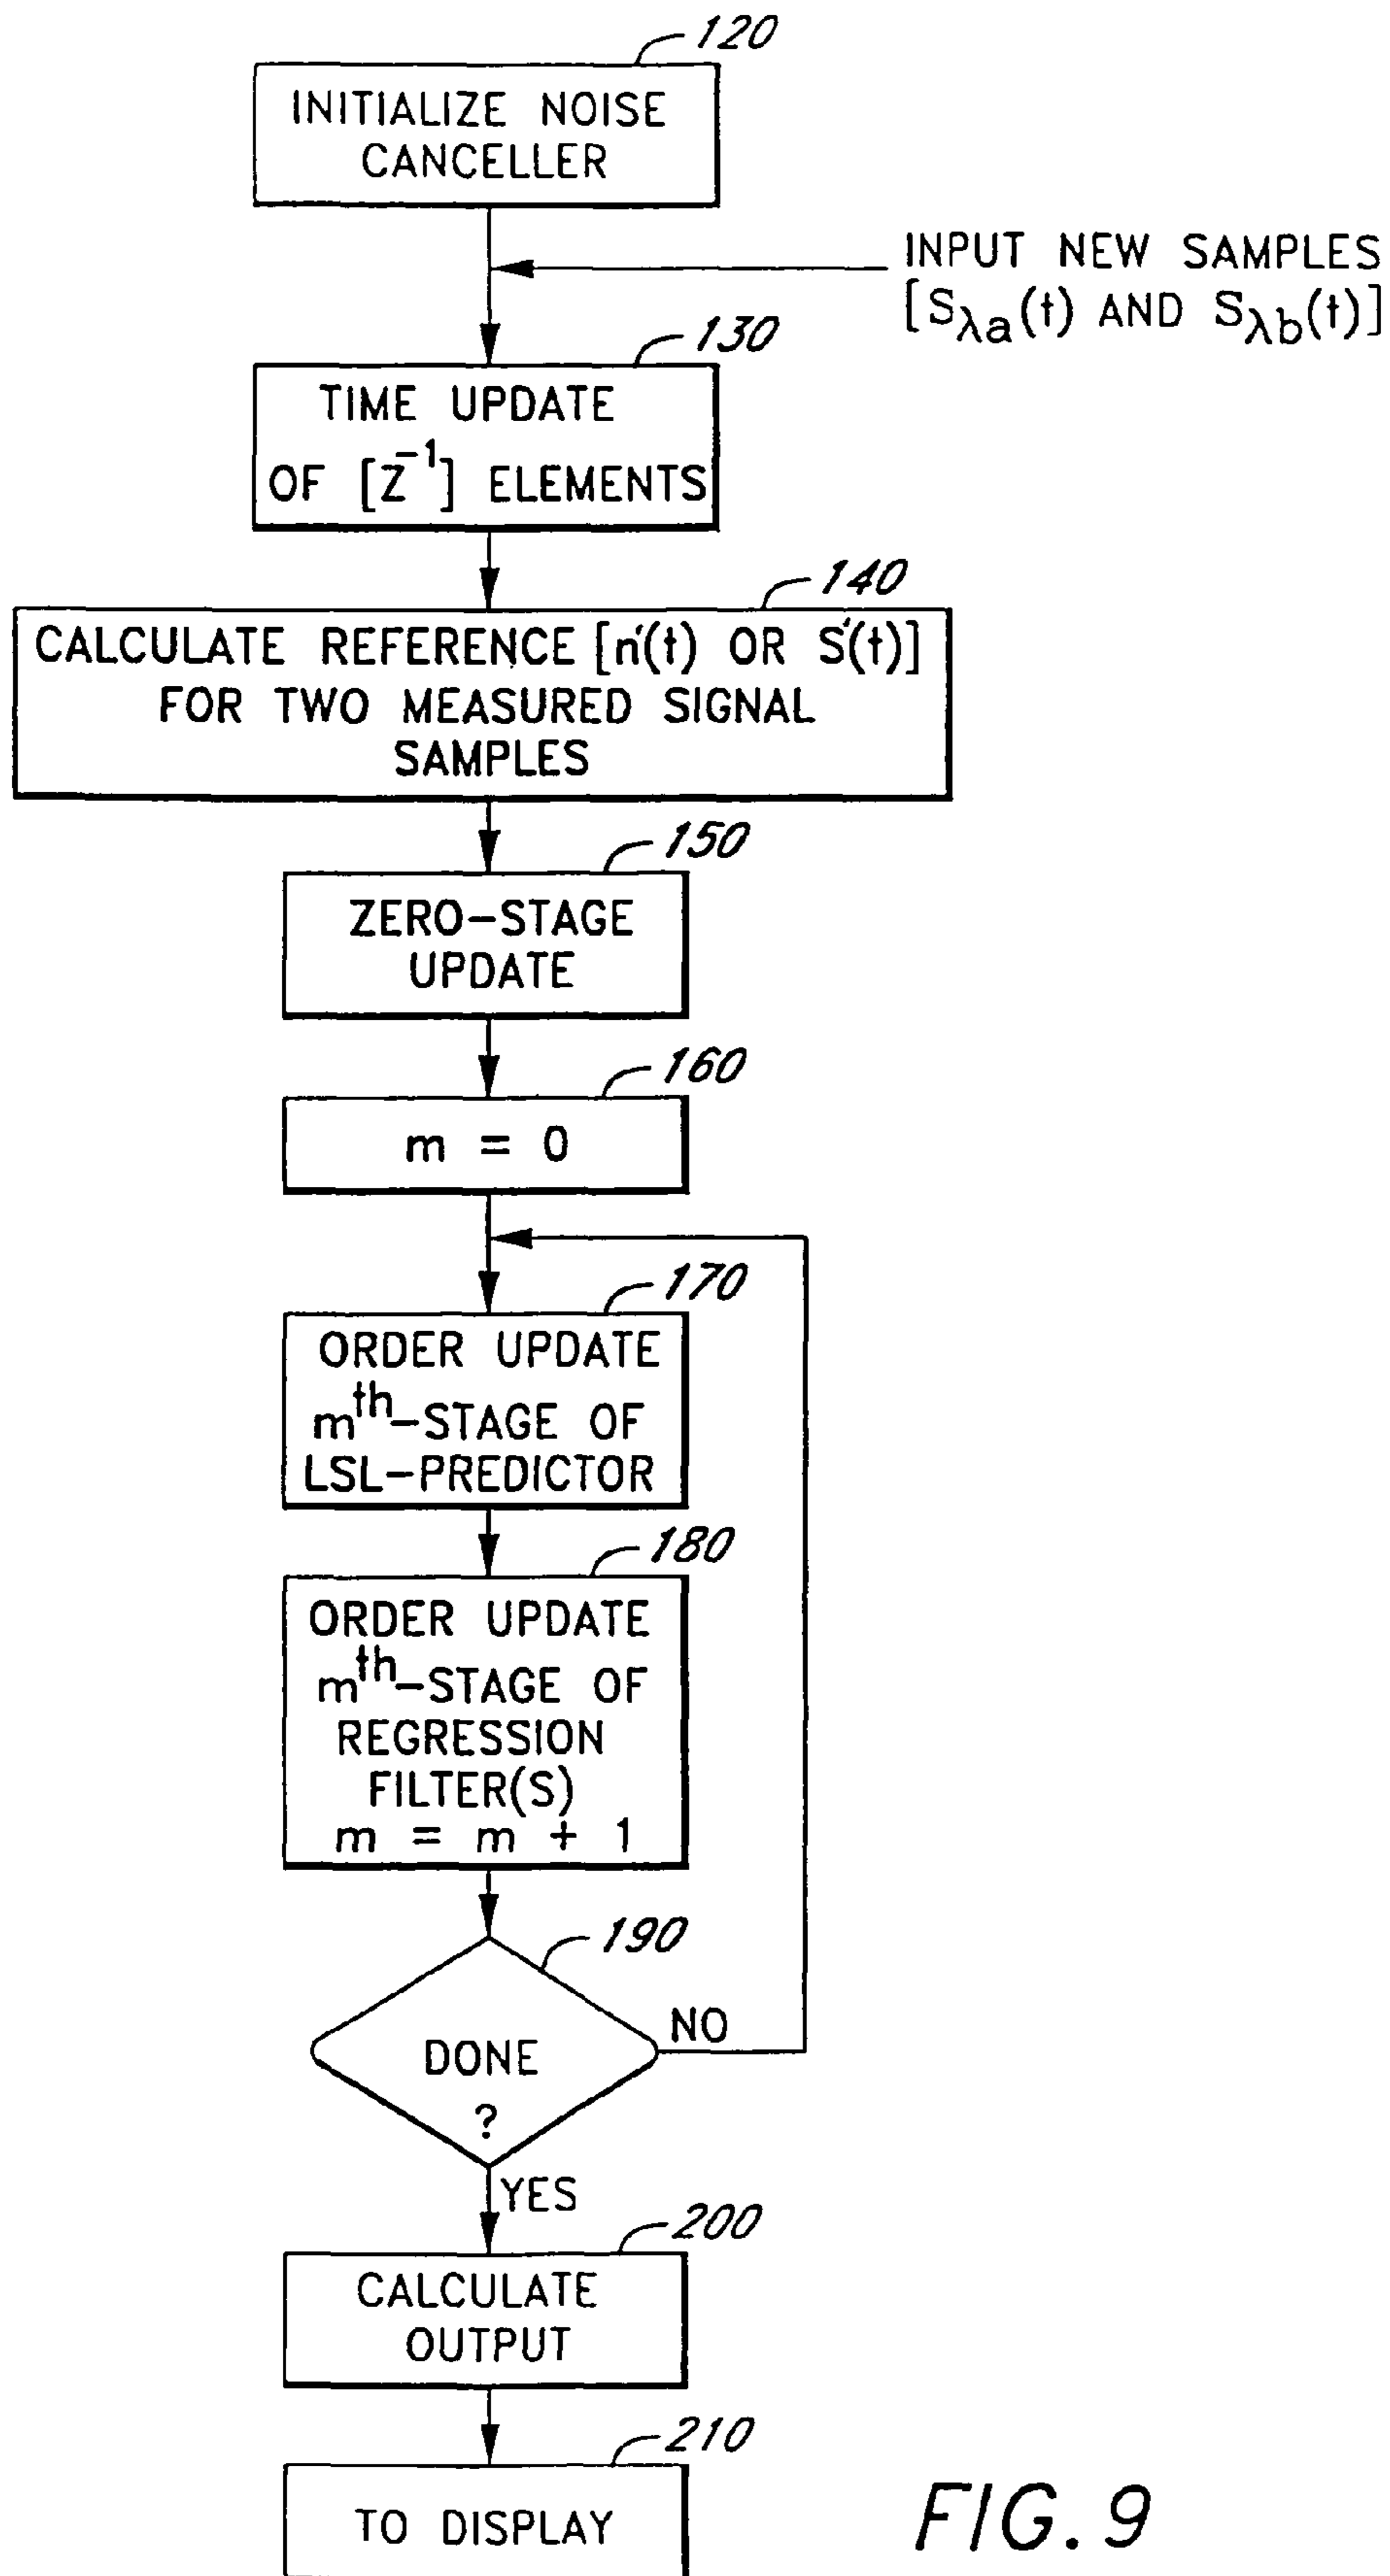 120
INITIALIZE NOISE
CANCELLER
INPUT NEW SAMPLES
[Sλa(t) AND Sλb(t)]
130
TIME UPDATE
OF [Z⁻¹] ELEMENTS
140
CALCULATE REFERENCE [n'(t) OR S'(t)]
FOR TWO MEASURED SIGNAL
SAMPLES
150
ZERO-STAGE
UPDATE
160
m = 0
170
ORDER UPDATE
mᵗʰ-STAGE OF
LSL-PREDICTOR
180
ORDER UPDATE
mᵗʰ-STAGE OF
REGRESSION
FILTER(S)
m = m + 1
190
DONE
?
NO
YES
200
CALCULATE
OUTPUT
210
TO DISPLAY
FIG. 9